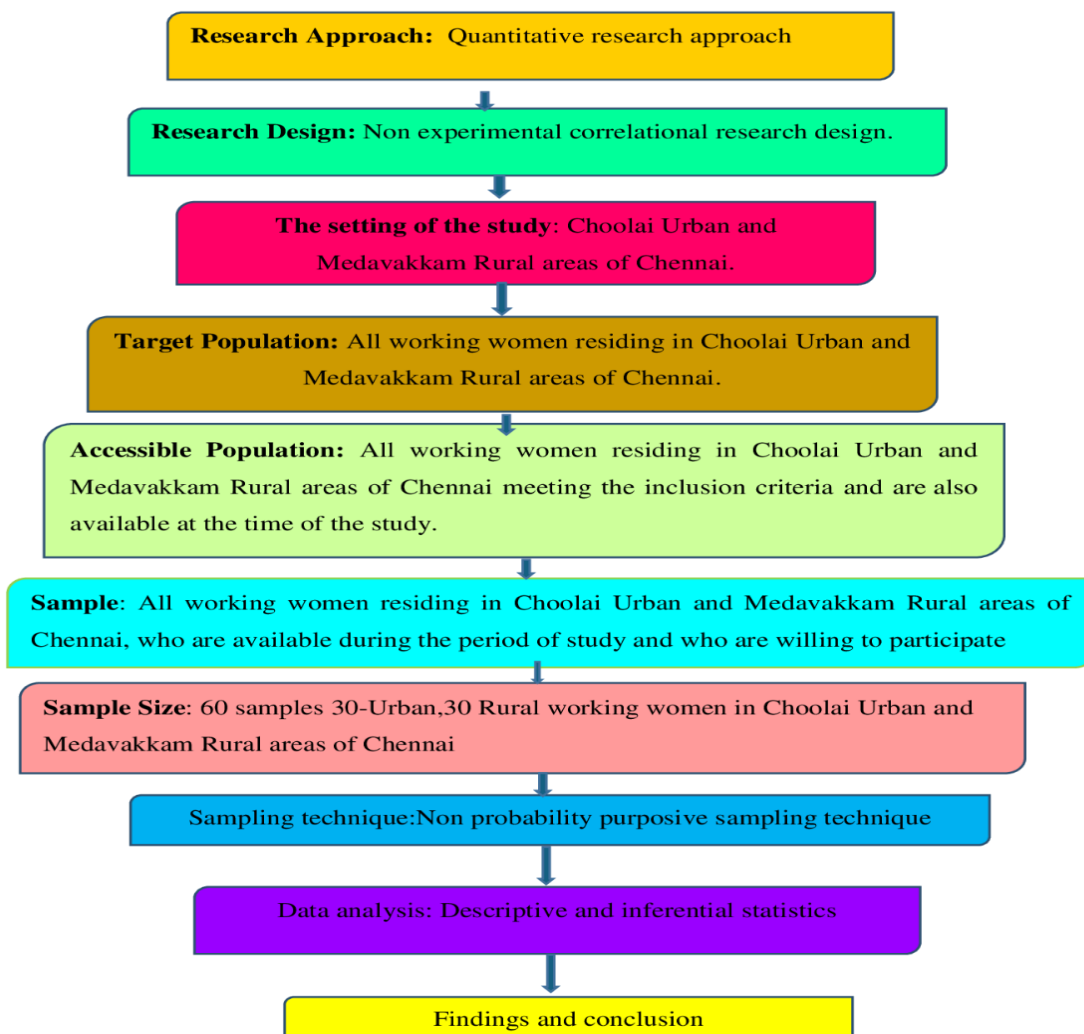 Research Approach: Quantitative research approach
Research Design: Non experimental correlational research design.
The setting of the study: Choolai Urban and
Medavakkam Rural areas of Chennai.
Target Population: All working women residing in Choolai Urban and
Medavakkam Rural areas of Chennai.
Accessible Population: All working women residing in Choolai Urban and
Medavakkam Rural areas of Chennai meeting the inclusion criteria and are also
available at the time of the study.
Sample: All working women residing in Choolai Urban and Medavakkam Rural areas of
Chennai, who are available during the period of study and who are willing to participate
Sample Size: 60 samples 30-Urban,30 Rural working women in Choolai Urban and
Medavakkam Rural areas of Chennai
Sampling technique:Non probability purposive sampling technique
Data analysis: Descriptive and inferential statistics
Findings and conclusion